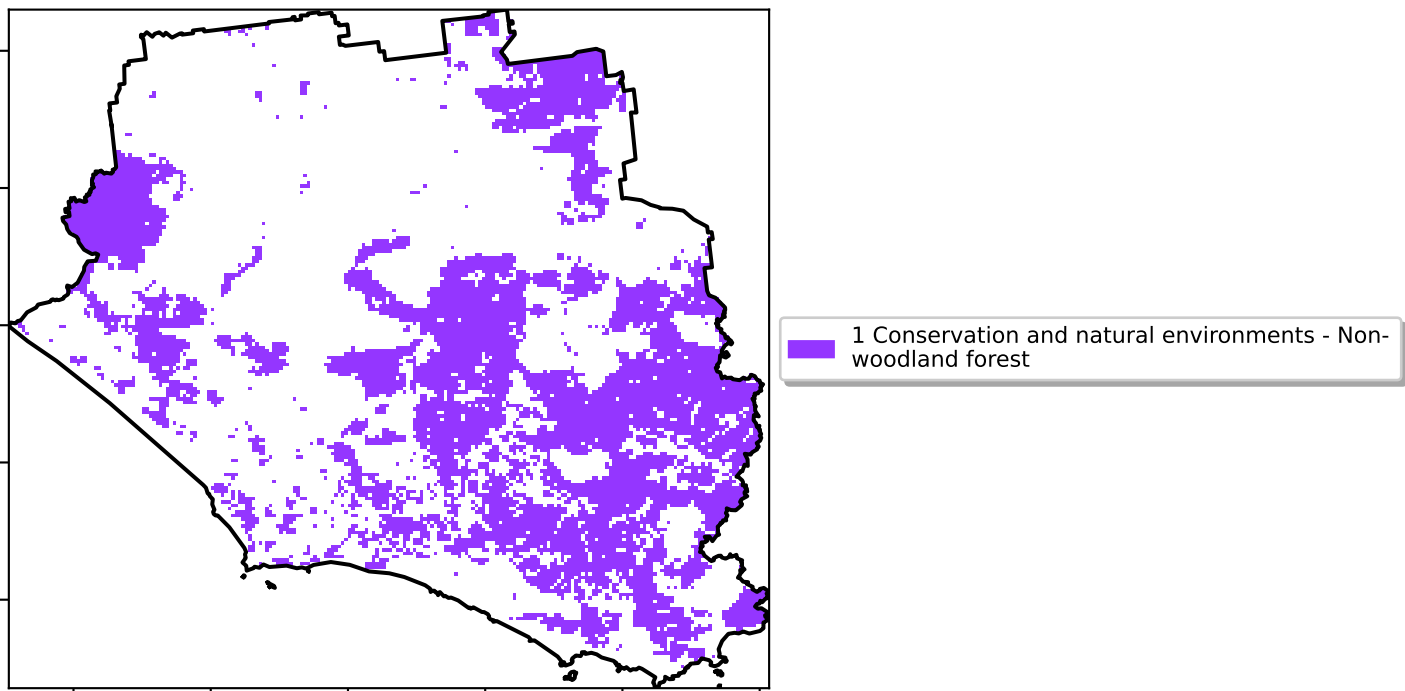 1 Conservation and natural environments - Non-
woodland forest